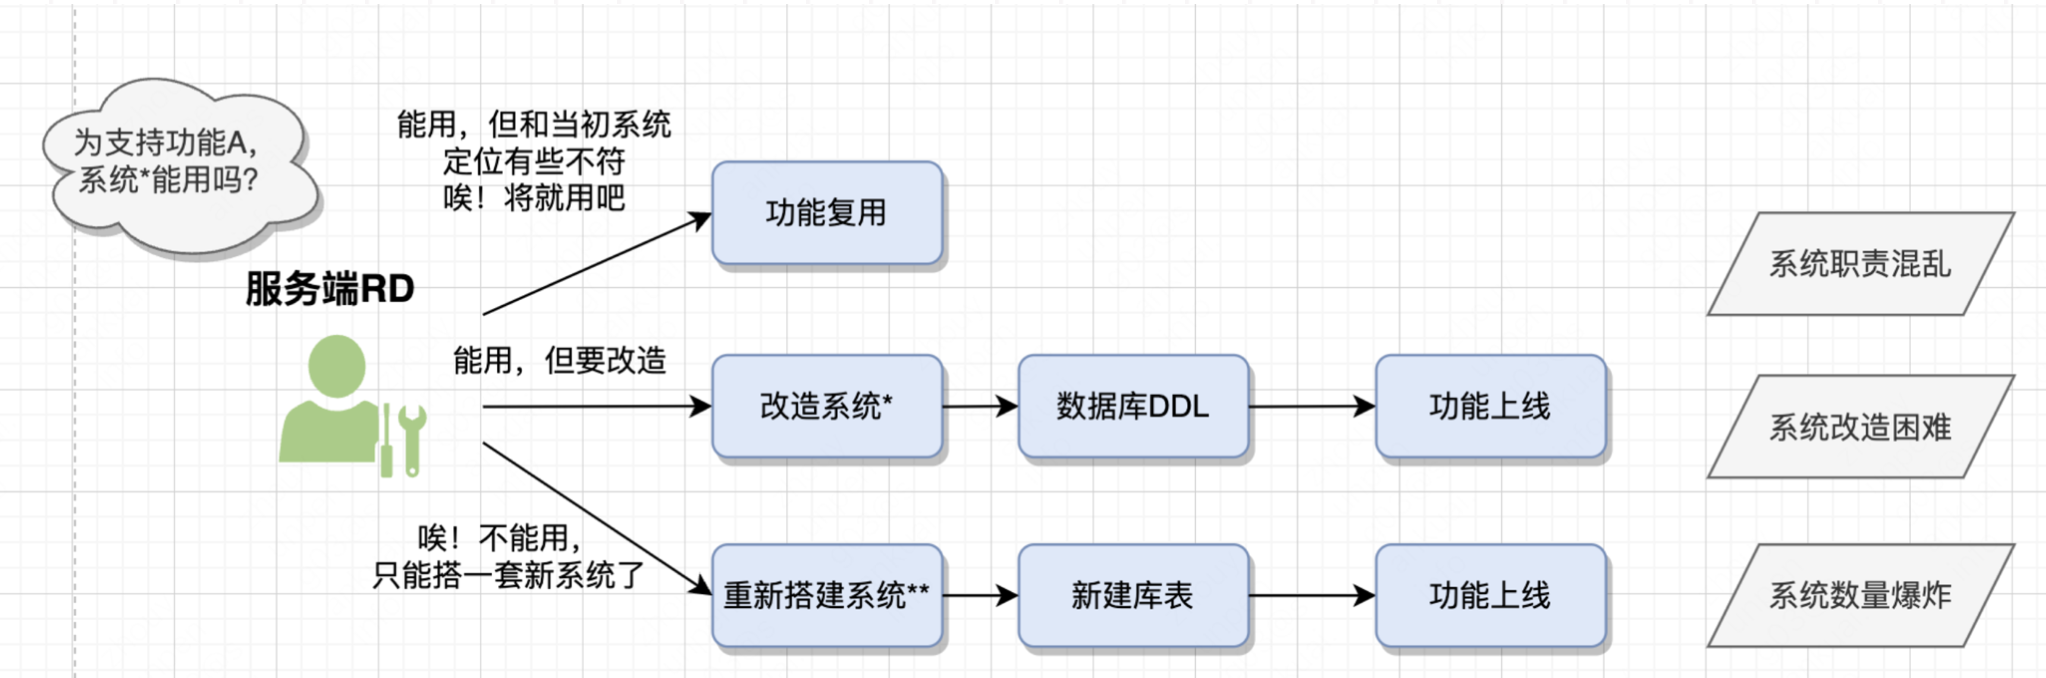 为支持功能A，
系统*能用吗？
服务端RD
能用，但和当初系统
定位有些不符
唉！将就用吧
功能复用
系统职责混乱
能用，但要改造
改造系统*
数据库DDL
功能上线
系统改造困难
唉！不能用，
只能搭一套新系统了
重新搭建系统**
新建库表
功能上线
系统数量爆炸